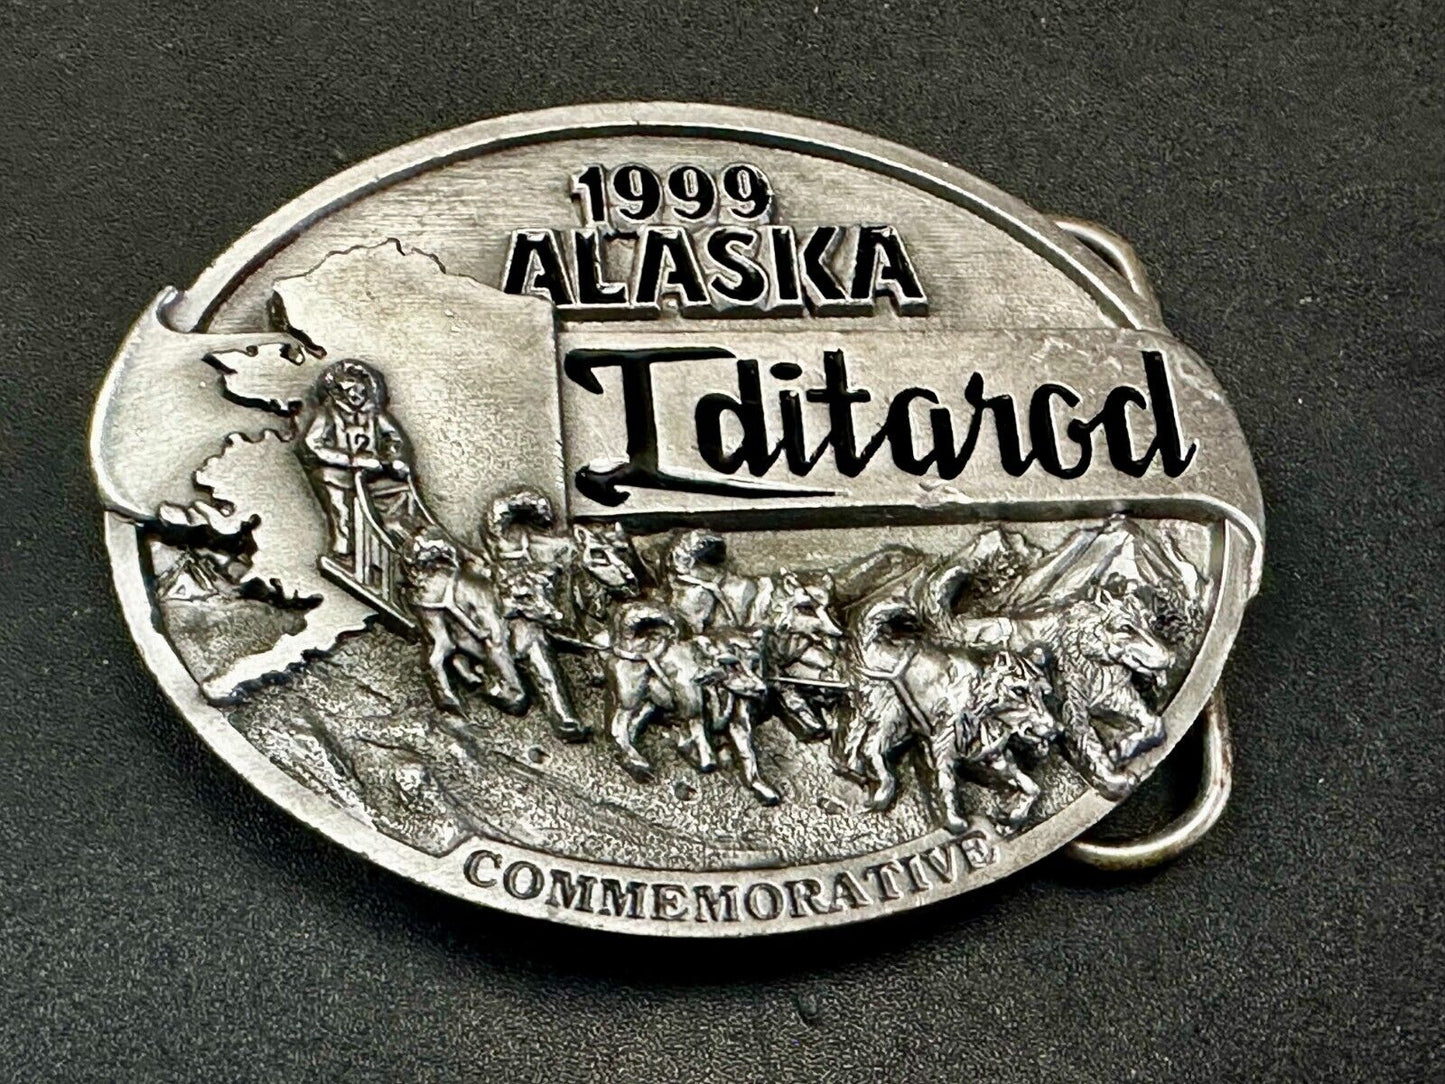 1999
ALASKA
Iditarod
12
COMMEMORATIVE